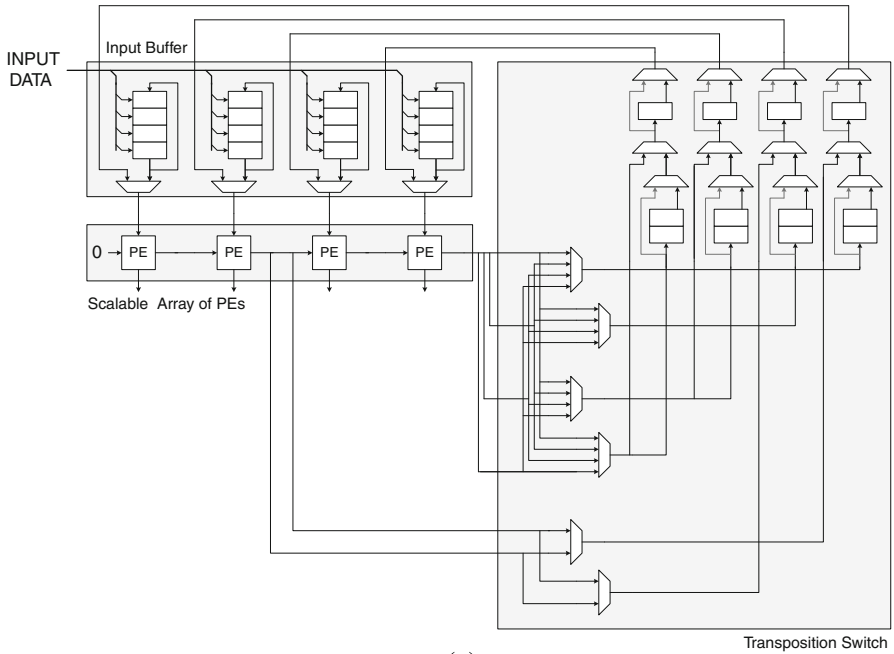 INPUT
DATA
Input Buffer
0
PE
PE
PE
PE
Scalable Array of PEs
Transposition Switch